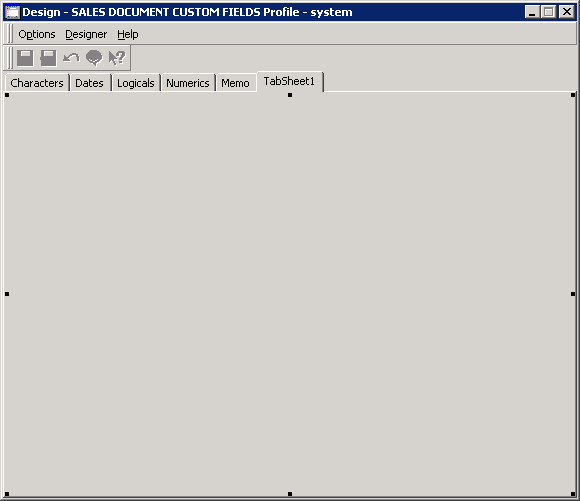 Design - SALES DOCUMENT CUSTOM FIELDS Profile - system
Options Designer Help
Characters Dates Logicals Numerics Memo TabSheet1